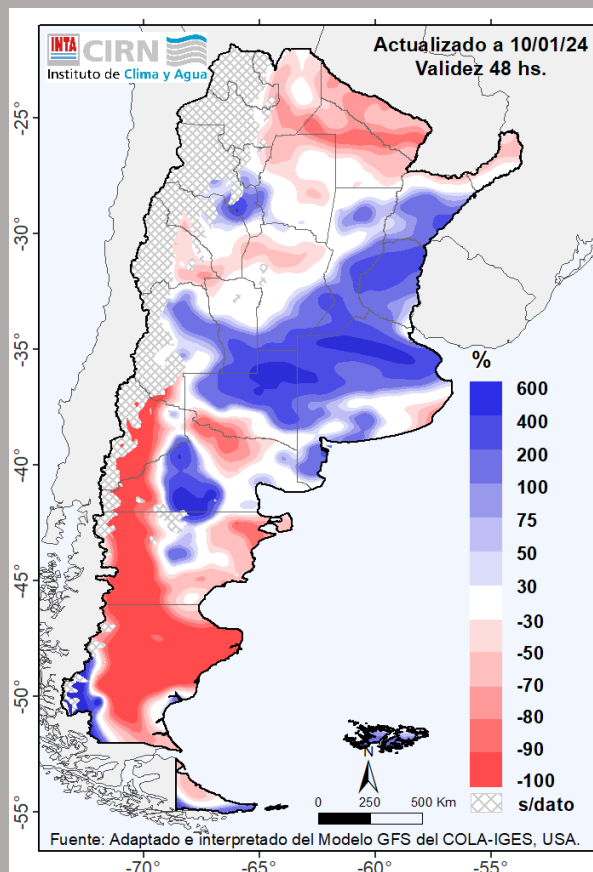 INTA CIRN
Instituto de Clima y Agua
Actualizado a 10/01/24
Validez 48 hs.
-25°
-30°
-35°
-40°
-45°
-50°
-55°
%
600
400
200
100
75
50
30
-30
-50
-70
-80
-90
-100
s/dato
N
0 250 500 Km
Fuente: Adaptado e interpretado del Modelo GFS del COLA-IGES, USA.
-70° -65° -60° -55°